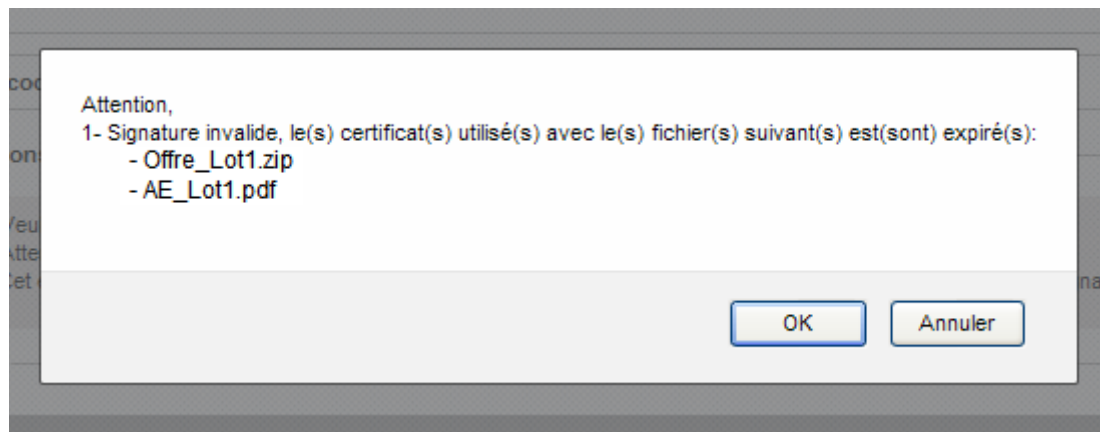 Attention,
1- Signature invalide, le(s) certificat(s) utilisé(s) avec le(s) fichier(s) suivant(s) est(sont) expiré(s):
- Offre_Lot1.zip
- AE_Lot1.pdf
OK Annuler